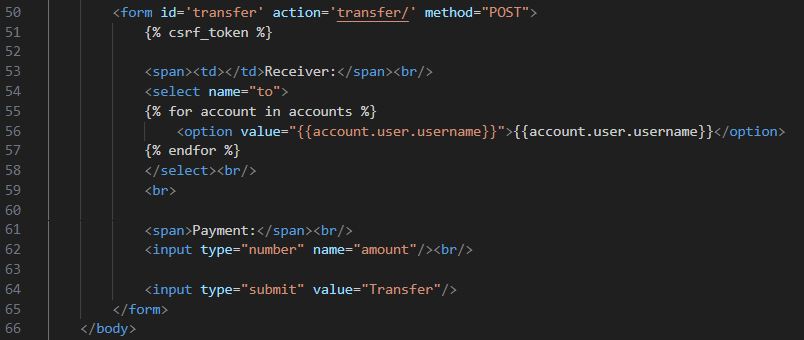 50 <form id='transfer' action='transfer/' method="POST">
51 {% csrf_token %}
52
53 <span><td></td>Receiver:</span><br/>
54 <select name="to">
55 {% for account in accounts %}
56 <option value="{{account.user.username}}">{{account.user.username}}</option>
57 {% endfor %}
58 </select><br/>
59 <br>
60
61 <span>Payment:</span><br/>
62 <input type="number" name="amount"/><br/>
63
64 <input type="submit" value="Transfer"/>
65 </form>
66 </body>